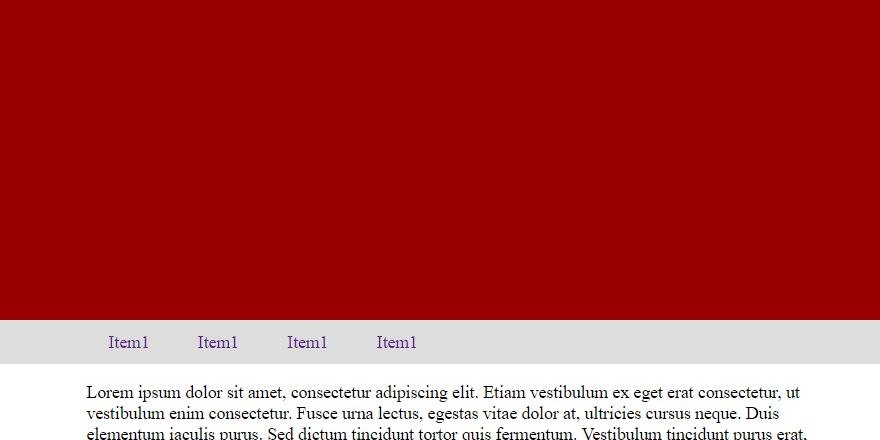 Item1 Item1 Item1 Item1
Lorem ipsum dolor sit amet, consectetur adipiscing elit. Etiam vestibulum ex eget erat consectetur, ut
vestibulum enim consectetur. Fusce urna lectus, egestas vitae dolor at, ultricies cursus neque. Duis
elementum iaculis purus. Sed dictum tincidunt tortor quis fermentum. Vestibulum tincidunt purus erat,